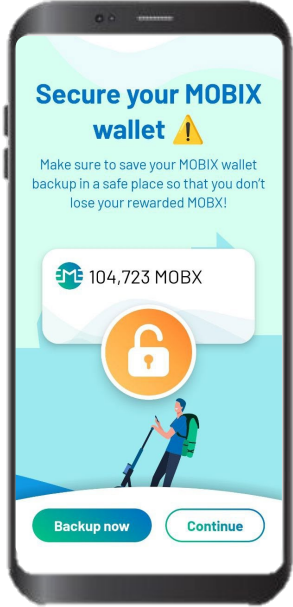 Secure your MOBIX
wallet ⚠️
Make sure to save your MOBIX wallet
backup in a safe place so that you don't
lose your rewarded MOBX!
104,723 MOBX
Backup now
Continue